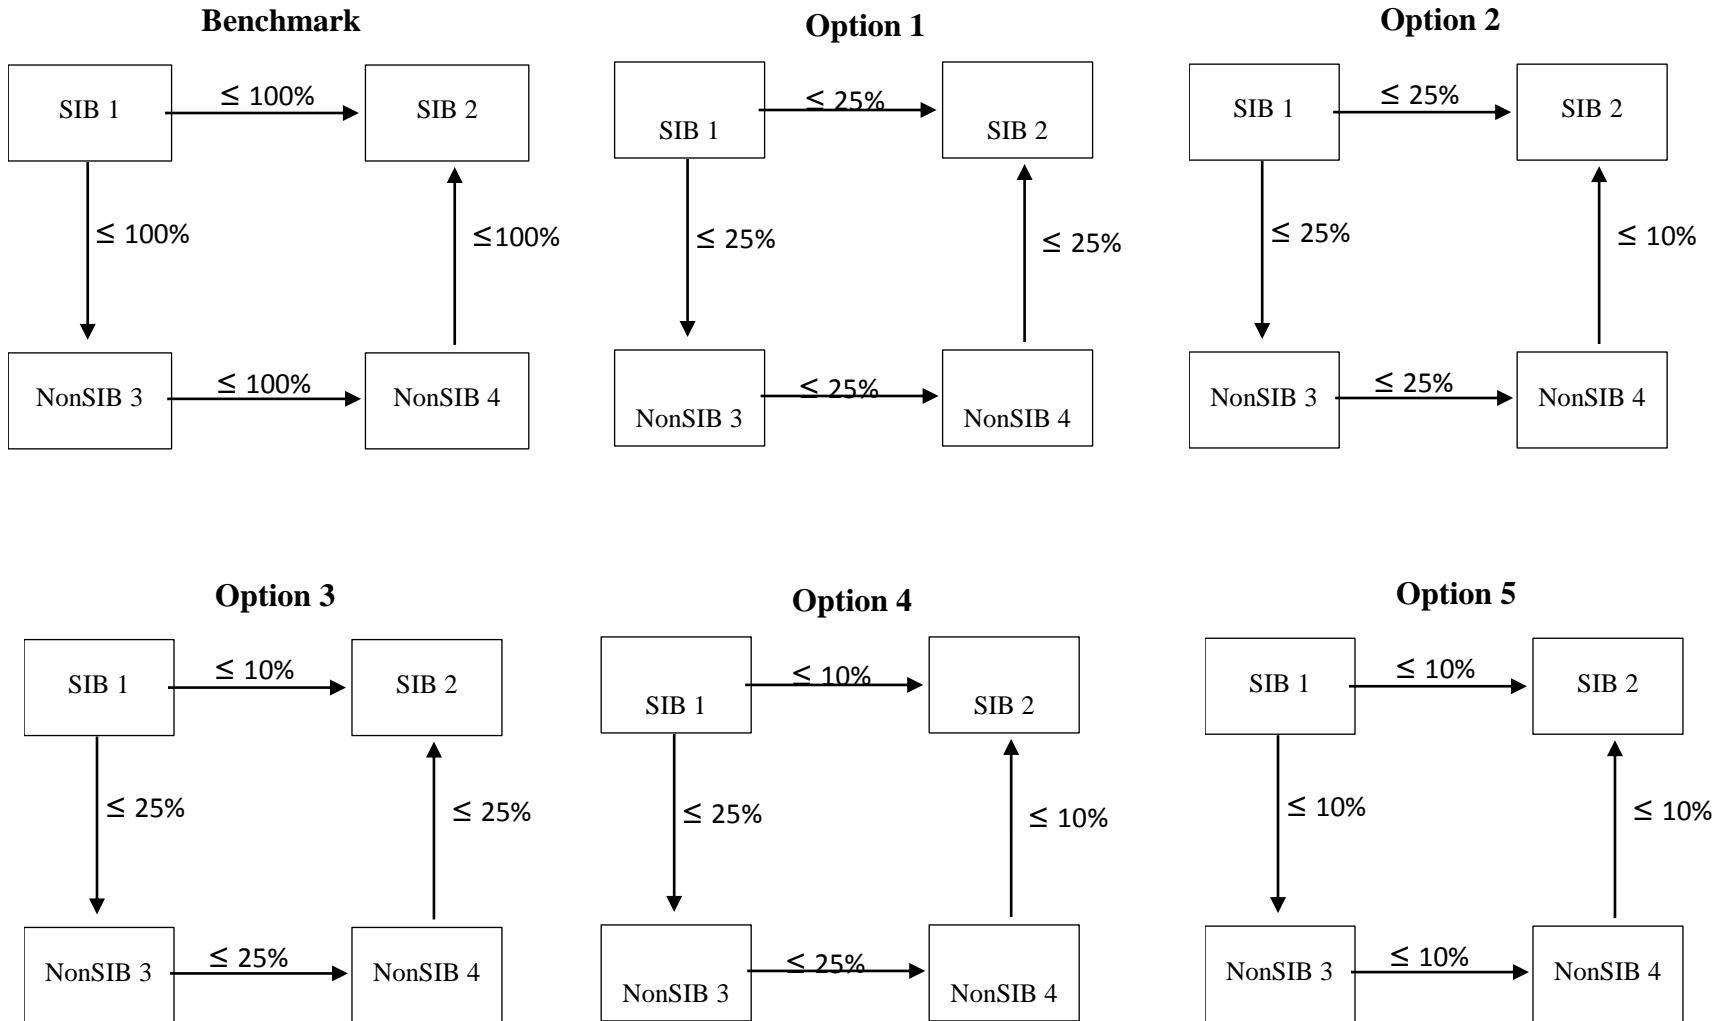 Benchmark
Option 1
Option 2
SIB 1
≤ 100%
SIB 2
≤ 100%
≤100%
NonSIB 3
≤ 100%
NonSIB 4
SIB 1
≤ 25%
SIB 2
≤ 25%
≤ 25%
NonSIB 3
≤ 25%
NonSIB 4
SIB 1
≤ 25%
SIB 2
≤ 25%
≤ 10%
NonSIB 3
≤ 25%
NonSIB 4
Option 3
Option 4
Option 5
SIB 1
≤ 10%
SIB 2
≤ 25%
≤ 25%
NonSIB 3
≤ 25%
NonSIB 4
SIB 1
≤ 10%
SIB 2
≤ 25%
≤ 10%
NonSIB 3
≤ 25%
NonSIB 4
SIB 1
≤ 10%
SIB 2
≤ 10%
≤ 10%
NonSIB 3
≤ 10%
NonSIB 4